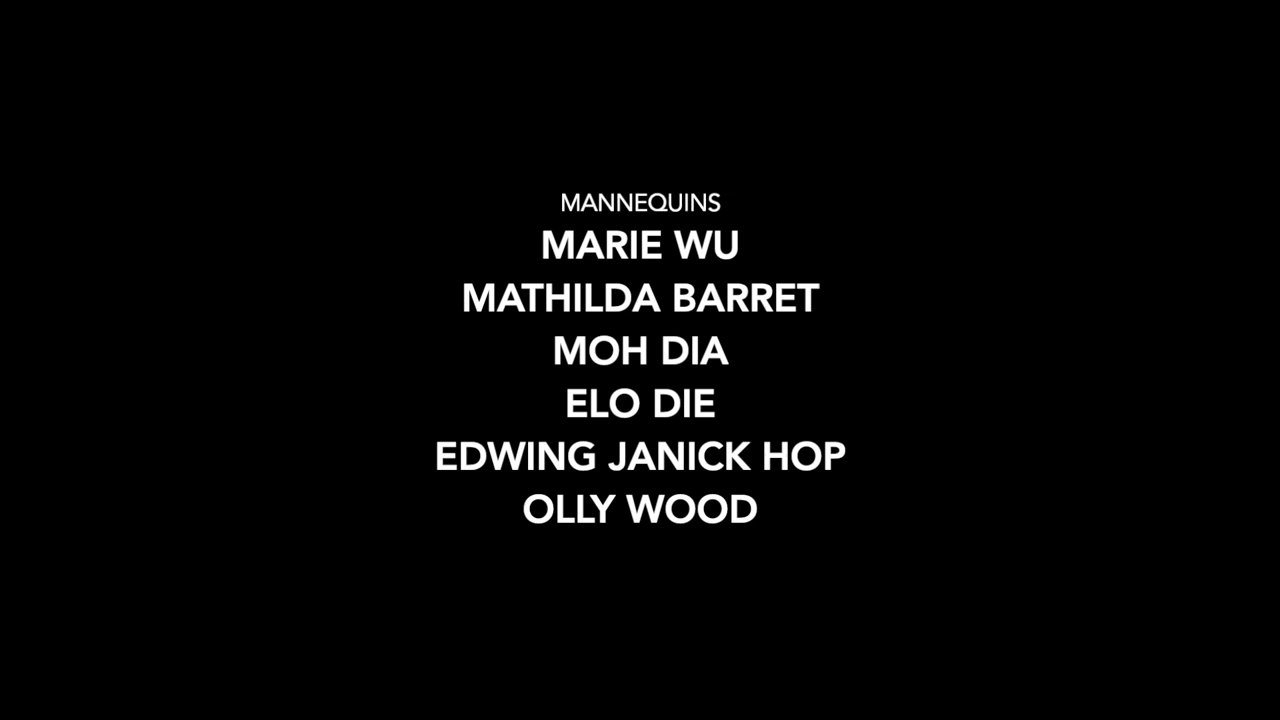 MANNEQUINS
MARIE WU
MATHILDA BARRET
MOH DIA
ELO DIE
EDWING JANICK HOP
OLLY WOOD